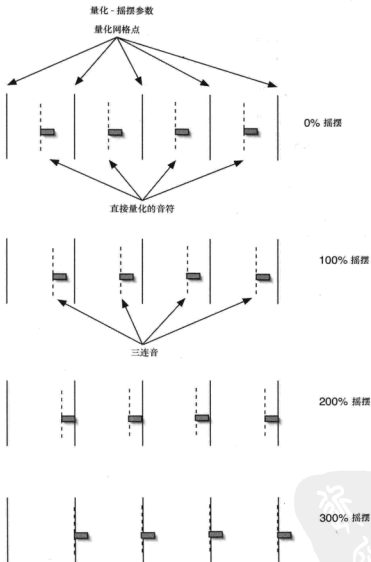 量化 - 摇摆参数
量化网格点
0% 摇摆
直接量化的音符
100% 摇摆
三连音
200% 摇摆
300% 摇摆